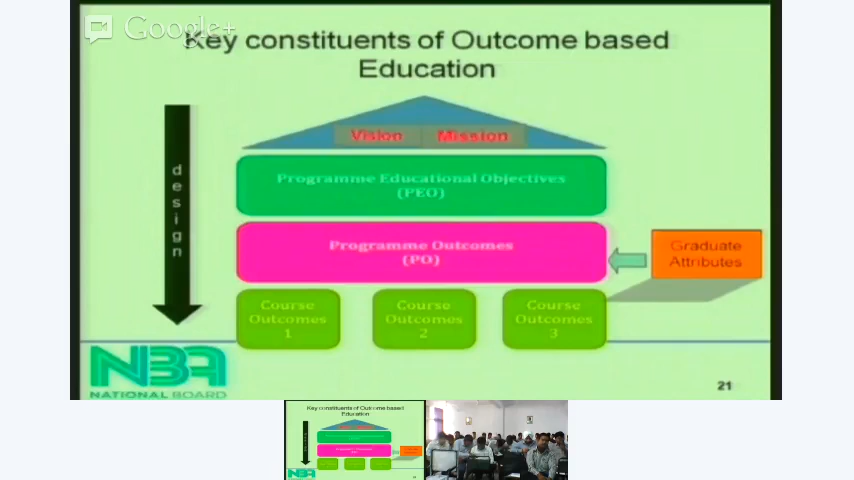 Google+
Key constituents of Outcome based
Education
Vision Mission
Programme Educational Objectives
(PEO)
design
Programme Outcomes
(PO)
Graduate
Attributes
Course
Outcomes
1
Course
Outcomes
2
Course
Outcomes
3
NBA
NATIONAL BOARD
21
Key constituents of Outcome based
Education
NBA